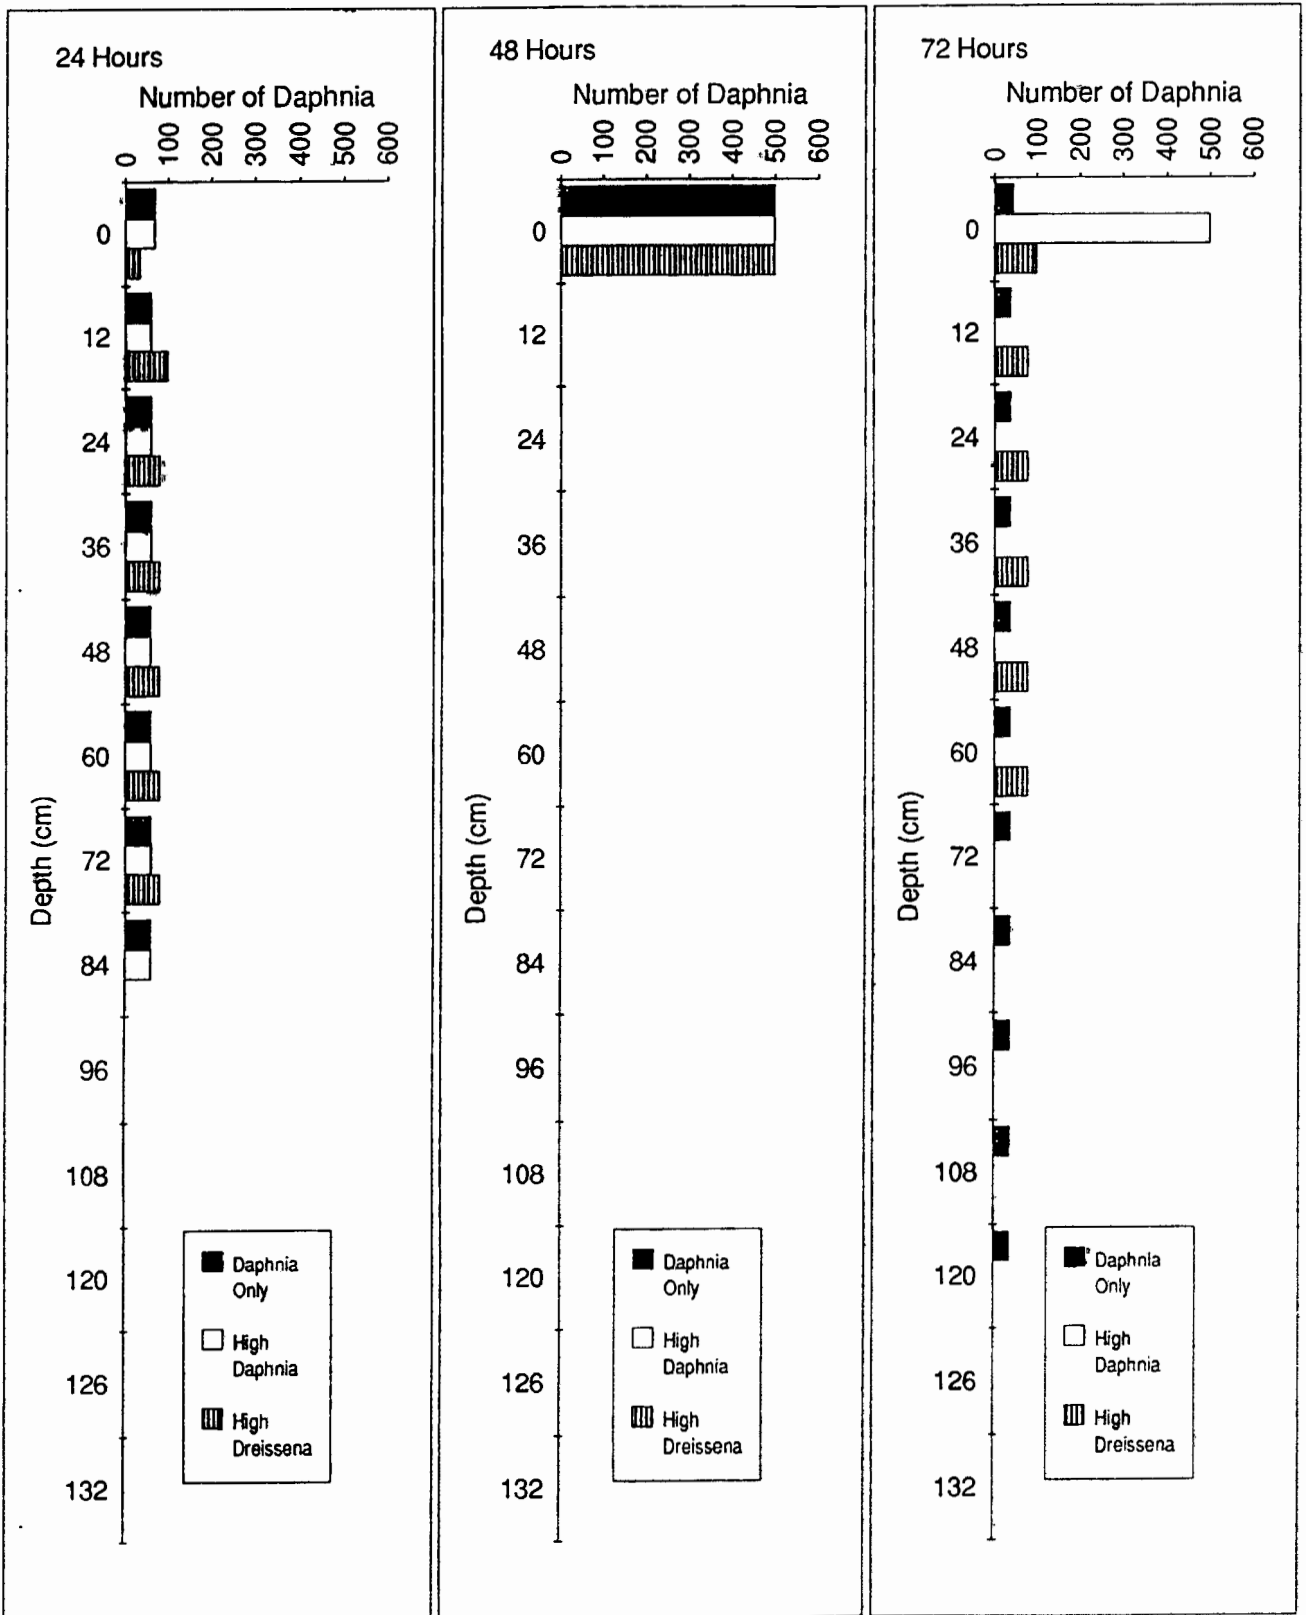 24 Hours
Number of Daphnia
0 100 200 300 400 500 600
0
12
24
36
48
60
72
84
96
108
120
126
132
Depth (cm)
Daphnia
Only
High
Daphnia
High
Dreissena
48 Hours
Number of Daphnia
0 100 200 300 400 500 600
0
12
24
36
48
60
72
84
96
108
120
126
132
Depth (cm)
Daphnia
Only
High
Daphnia
High
Dreissena
72 Hours
Number of Daphnia
0 100 200 300 400 500 600
0
12
24
36
48
60
72
84
96
108
120
126
132
Depth (cm)
Daphnia
Only
High
Daphnia
High
Dreissena